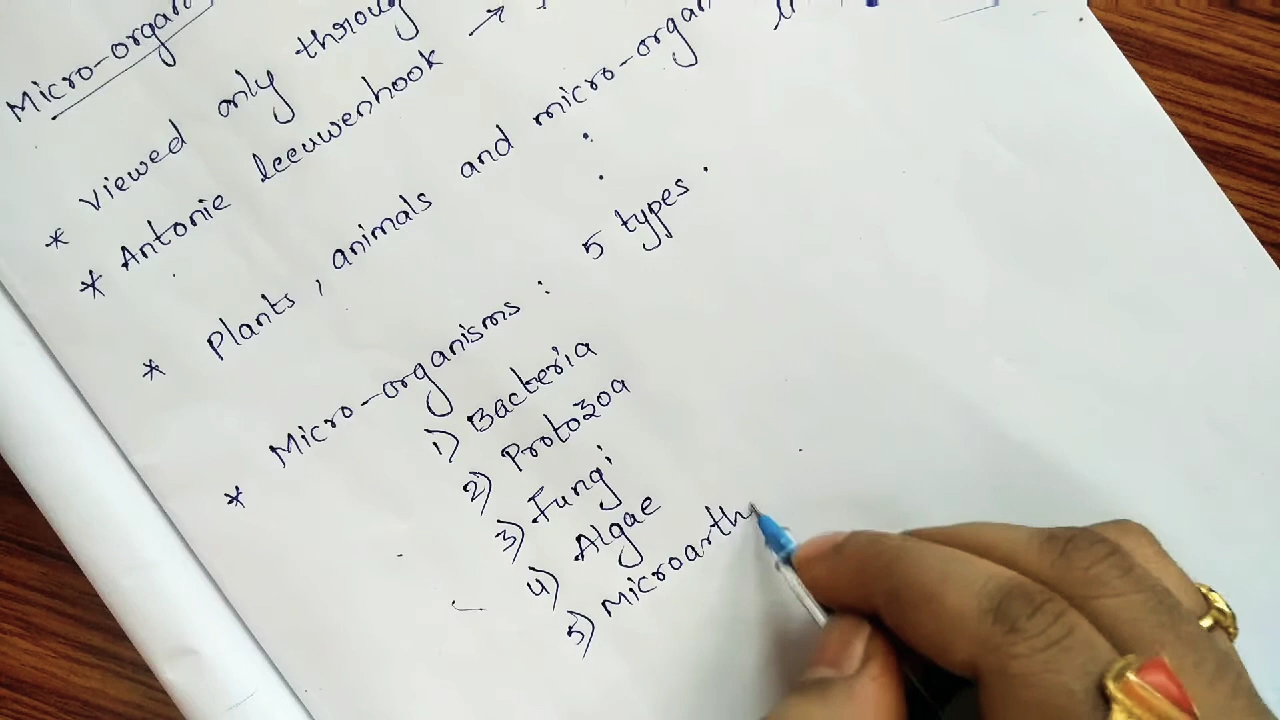 Micro-organ
* Viewed only throug
* Antonie leeuwenhook →
* Plants, animals and micro-organ
:
* Micro-organisms : 5 types.
1) Bacteria
2) Protozoa
3) Fungi
4) Algae
5) Microarth